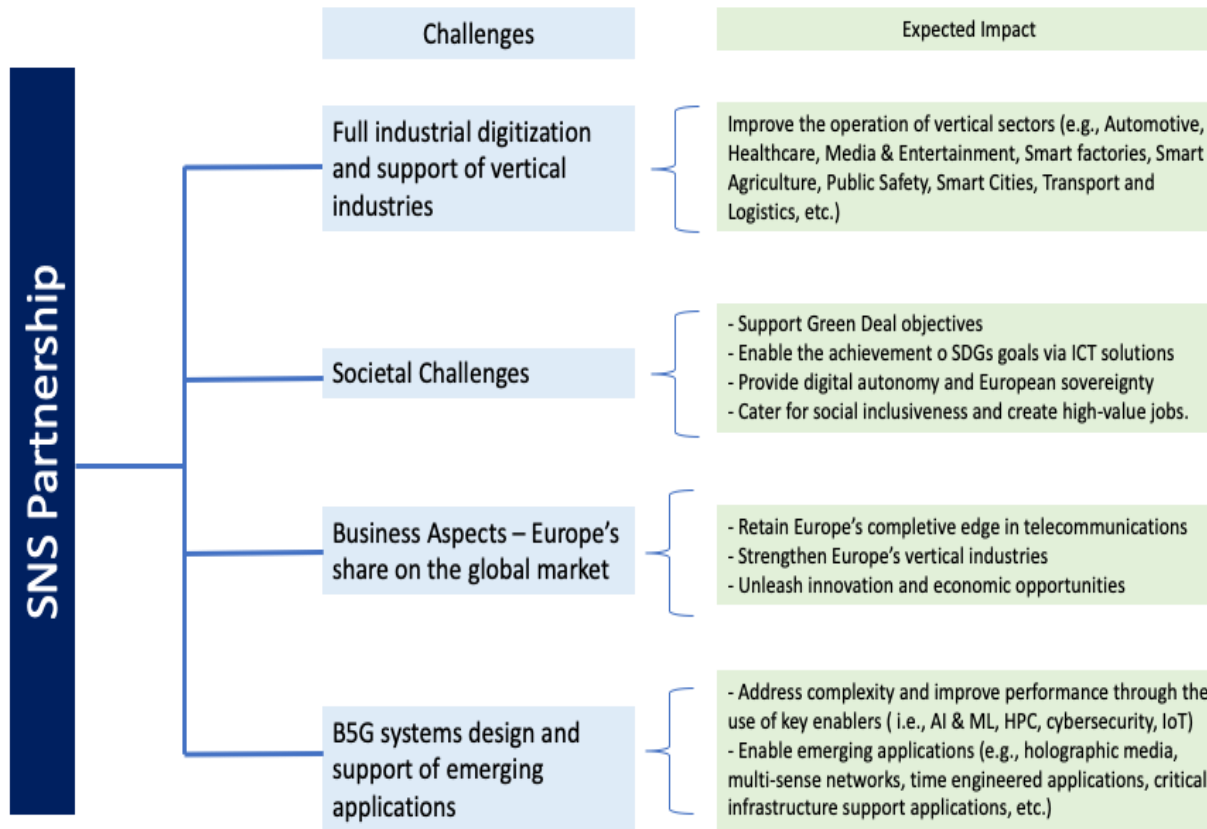 Challenges
Expected Impact
SNS Partnership
Full industrial digitization
and support of vertical
industries
Improve the operation of vertical sectors (e.g., Automotive,
Healthcare, Media & Entertainment, Smart factories, Smart
Agriculture, Public Safety, Smart Cities, Transport and
Logistics, etc.)
Societal Challenges
- Support Green Deal objectives
- Enable the achievement o SDGs goals via ICT solutions
- Provide digital autonomy and European sovereignty
- Cater for social inclusiveness and create high-value jobs.
Business Aspects – Europe's
share on the global market
- Retain Europe's completive edge in telecommunications
- Strengthen Europe's vertical industries
- Unleash innovation and economic opportunities
B5G systems design and
support of emerging
applications
- Address complexity and improve performance through the
use of key enablers ( i.e., AI & ML, HPC, cybersecurity, IoT)
- Enable emerging applications (e.g., holographic media,
multi-sense networks, time engineered applications, critical
infrastructure support applications, etc.)